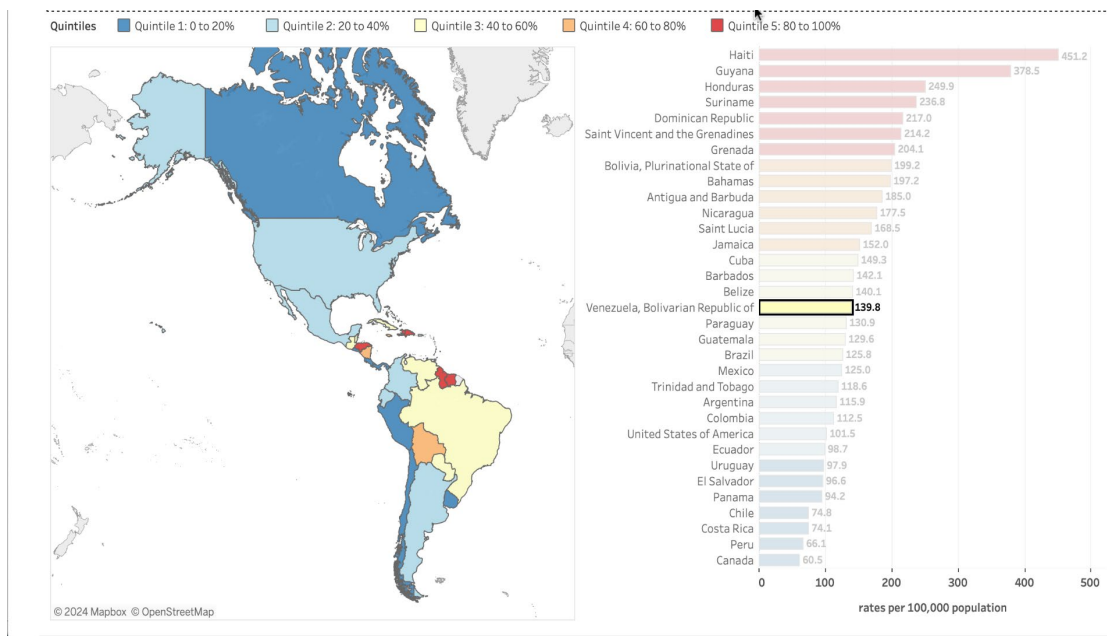 Quintiles Quintile 1: 0 to 20% Quintile 2: 20 to 40% Quintile 3: 40 to 60% Quintile 4: 60 to 80% Quintile 5: 80 to 100%
Haiti 451.2
Guyana 378.5
Honduras 249.9
Suriname 236.8
Dominican Republic 217.0
Saint Vincent and the Grenadines 214.2
Grenada 204.1
Bolivia, Plurinational State of 199.2
Bahamas 197.2
Antigua and Barbuda 185.0
Nicaragua 177.5
Saint Lucia 168.5
Jamaica 152.0
Cuba 149.3
Barbados 142.1
Belize 140.1
Venezuela, Bolivarian Republic of 139.8
Paraguay 130.9
Guatemala 129.6
Brazil 125.8
Mexico 125.0
Trinidad and Tobago 118.6
Argentina 115.9
Colombia 112.5
United States of America 101.5
Ecuador 98.7
Uruguay 97.9
El Salvador 96.6
Panama 94.2
Chile 74.8
Costa Rica 74.1
Peru 66.1
Canada 60.5
0 100 200 300 400 500
rates per 100,000 population
© 2024 Mapbox © OpenStreetMap